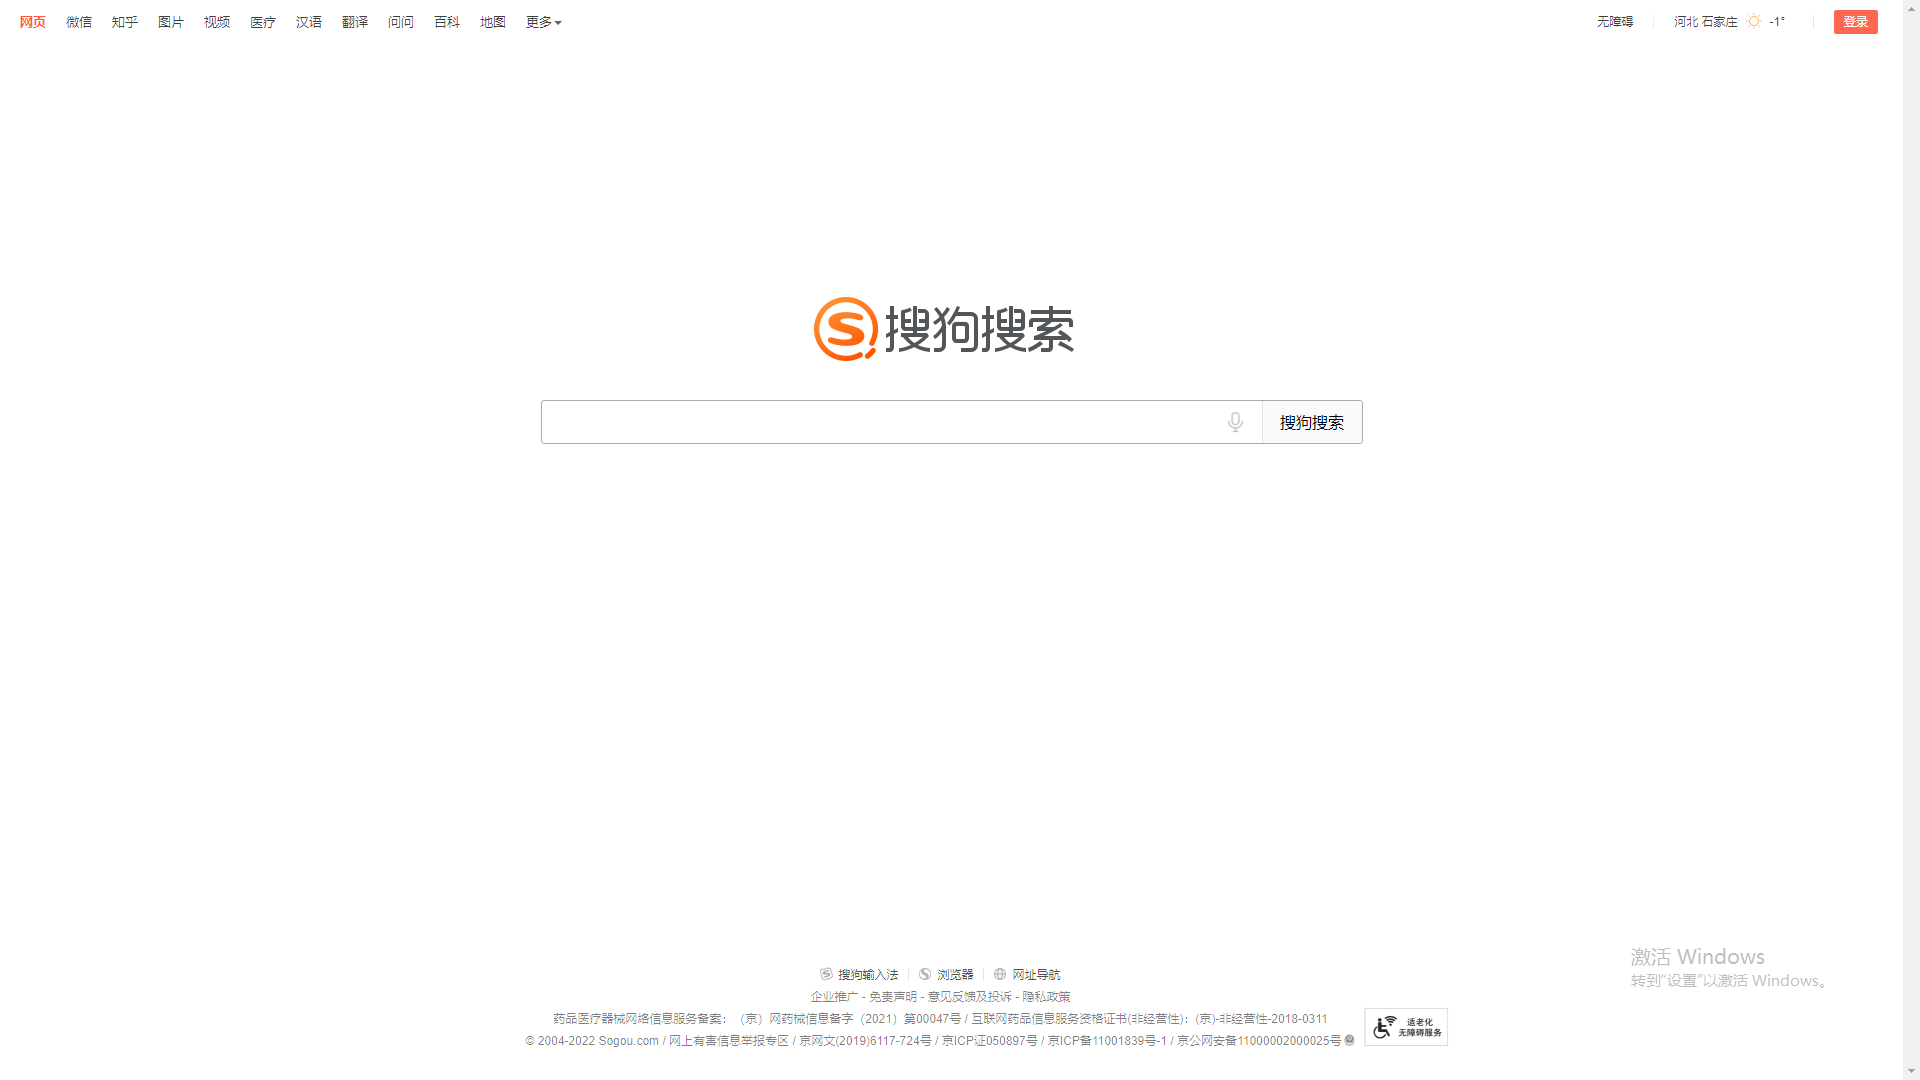 网页 微信 知乎 图片 视频 医疗 汉语 翻译 问问 百科 地图 更多 无障碍 河北 石家庄 -1° 登录
搜狗搜索
搜狗搜索
搜狗输入法 浏览器 网址导航
企业推广 - 免责声明 - 意见反馈及投诉 - 隐私政策
药品医疗器械网络信息服务备案：（京）网药械信息备字（2021）第00047号 / 互联网药品信息服务资格证书(非经营性)：(京)-非经营性-2018-0311
© 2004-2022 Sogou.com / 网上有害信息举报专区 / 京网文(2019)6117-724号 / 京ICP证050897号 / 京ICP备11001839号-1 / 京公网安备11000002000025号
适老化
无障碍服务
激活 Windows
转到“设置”以激活 Windows。